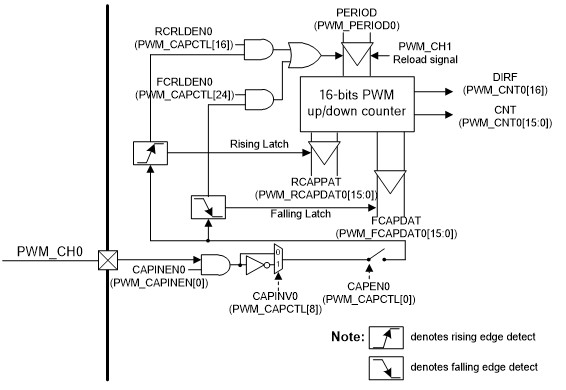 PERIOD
(PWM_PERIOD0)
RCRLDEN0
(PWM_CAPCTL[16])
PWM_CH1
Reload signal
FCRLDEN0
(PWM_CAPCTL[24])
16-bits PWM
up/down counter
DIRF
(PWM_CNT0[16])
CNT
(PWM_CNT0[15:0])
Rising Latch
RCAPPAT
(PWM_RCAPDAT0[15:0])
Falling Latch
FCAPDAT
(PWM_FCAPDAT0[15:0])
PWM_CH0
CAPINEN0
(PWM_CAPINEN[0])
0
1
CAPINV0
(PWM_CAPCTL[8])
CAPEN0
(PWM_CAPCTL[0])
Note:
denotes rising edge detect
denotes falling edge detect